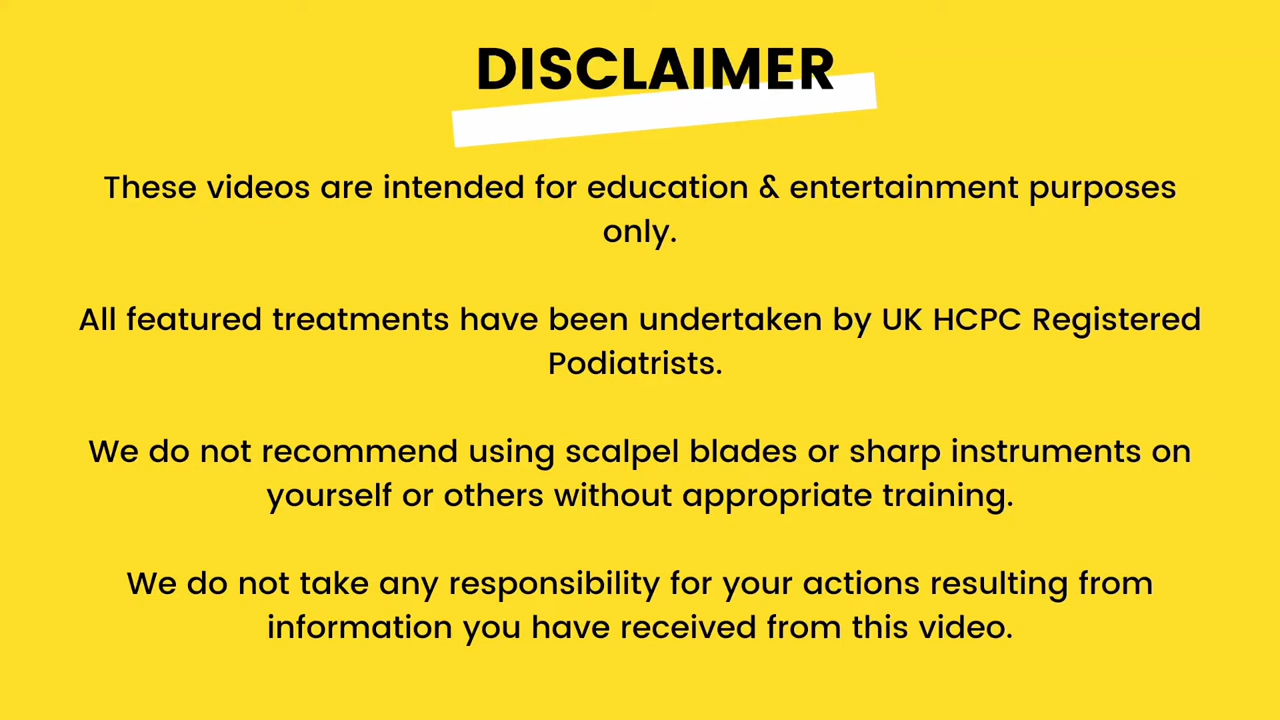 DISCLAIMER
These videos are intended for education & entertainment purposes
only.
All featured treatments have been undertaken by UK HCPC Registered
Podiatrists.
We do not recommend using scalpel blades or sharp instruments on
yourself or others without appropriate training.
We do not take any responsibility for your actions resulting from
information you have received from this video.